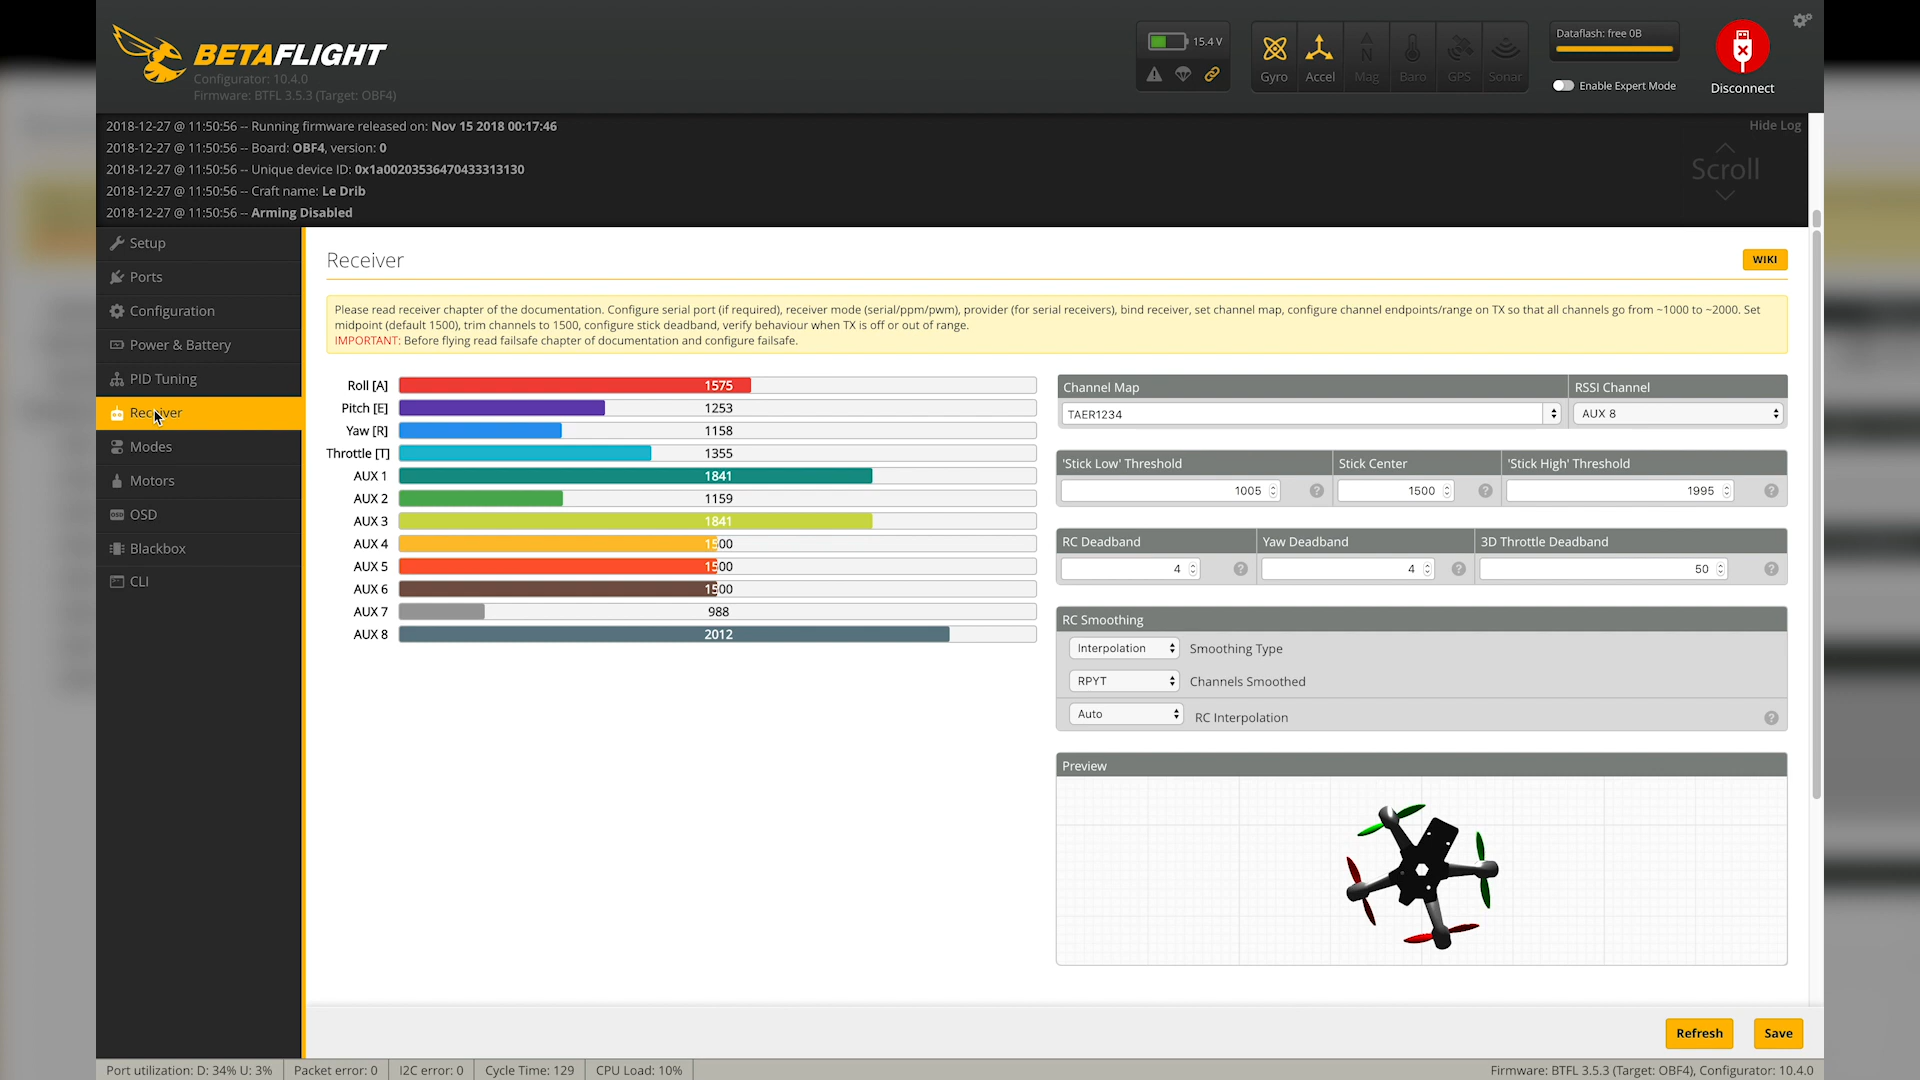 BETAFLIGHT
Configurator: 10.4.0
Firmware: BTFL 3.5.3 (Target: OBF4)
15.4 V
Gyro
Accel
Mag
Baro
GPS
Sonar
Dataflash: free 0B
Enable Expert Mode
Disconnect
2018-12-27 @ 11:50:56 -- Running firmware released on: Nov 15 2018 00:17:46
2018-12-27 @ 11:50:56 -- Board: OBF4, version: 0
2018-12-27 @ 11:50:56 -- Unique device ID: 0x1a00203536470433313130
2018-12-27 @ 11:50:56 -- Craft name: Le Drib
2018-12-27 @ 11:50:56 -- Arming Disabled
Hide Log
Scroll
Setup
Ports
Configuration
Power & Battery
PID Tuning
Receiver
Modes
Motors
OSD
Blackbox
CLI
Receiver
WIKI
Please read receiver chapter of the documentation. Configure serial port (if required), receiver mode (serial/ppm/pwm), provider (for serial receivers), bind receiver, set channel map, configure channel endpoints/range on TX so that all channels go from ~1000 to ~2000. Set
midpoint (default 1500), trim channels to 1500, configure stick deadband, verify behaviour when TX is off or out of range.
IMPORTANT: Before flying read failsafe chapter of documentation and configure failsafe.
Roll [A] 1575
Pitch [E] 1253
Yaw [R] 1158
Throttle [T] 1355
AUX 1 1841
AUX 2 1159
AUX 3 1841
AUX 4 1500
AUX 5 1500
AUX 6 1500
AUX 7 988
AUX 8 2012
Channel Map
RSSI Channel
TAER1234
AUX 8
'Stick Low' Threshold
Stick Center
'Stick High' Threshold
1005
1500
1995
RC Deadband
Yaw Deadband
3D Throttle Deadband
4
4
50
RC Smoothing
Interpolation Smoothing Type
RPYT Channels Smoothed
Auto RC Interpolation
Preview
Refresh
Save
Port utilization: D: 34% U: 3%
Packet error: 0
I2C error: 0
Cycle Time: 129
CPU Load: 10%
Firmware: BTFL 3.5.3 (Target: OBF4), Configurator: 10.4.0